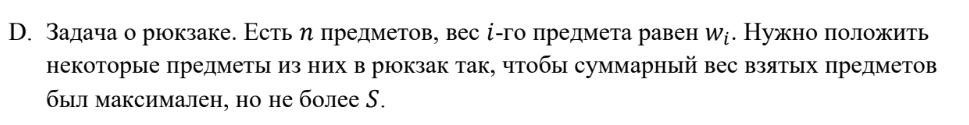 D. Задача о рюкзаке. Есть n предметов, вес i-го предмета равен wᵢ. Нужно положить
некоторые предметы из них в рюкзак так, чтобы суммарный вес взятых предметов
был максимален, но не более S.